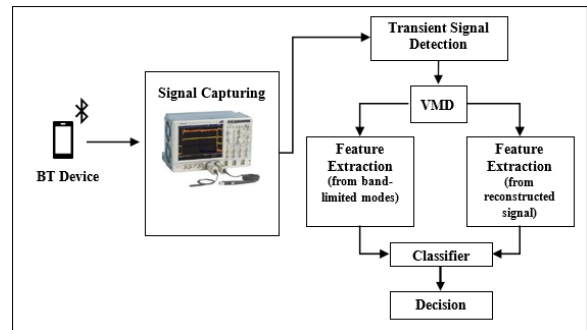 Transient Signal
Detection
Signal Capturing
VMD
BT Device
Feature
Extraction
(from band-
limited modes)
Feature
Extraction
(from
reconstructed
signal)
Classifier
Decision